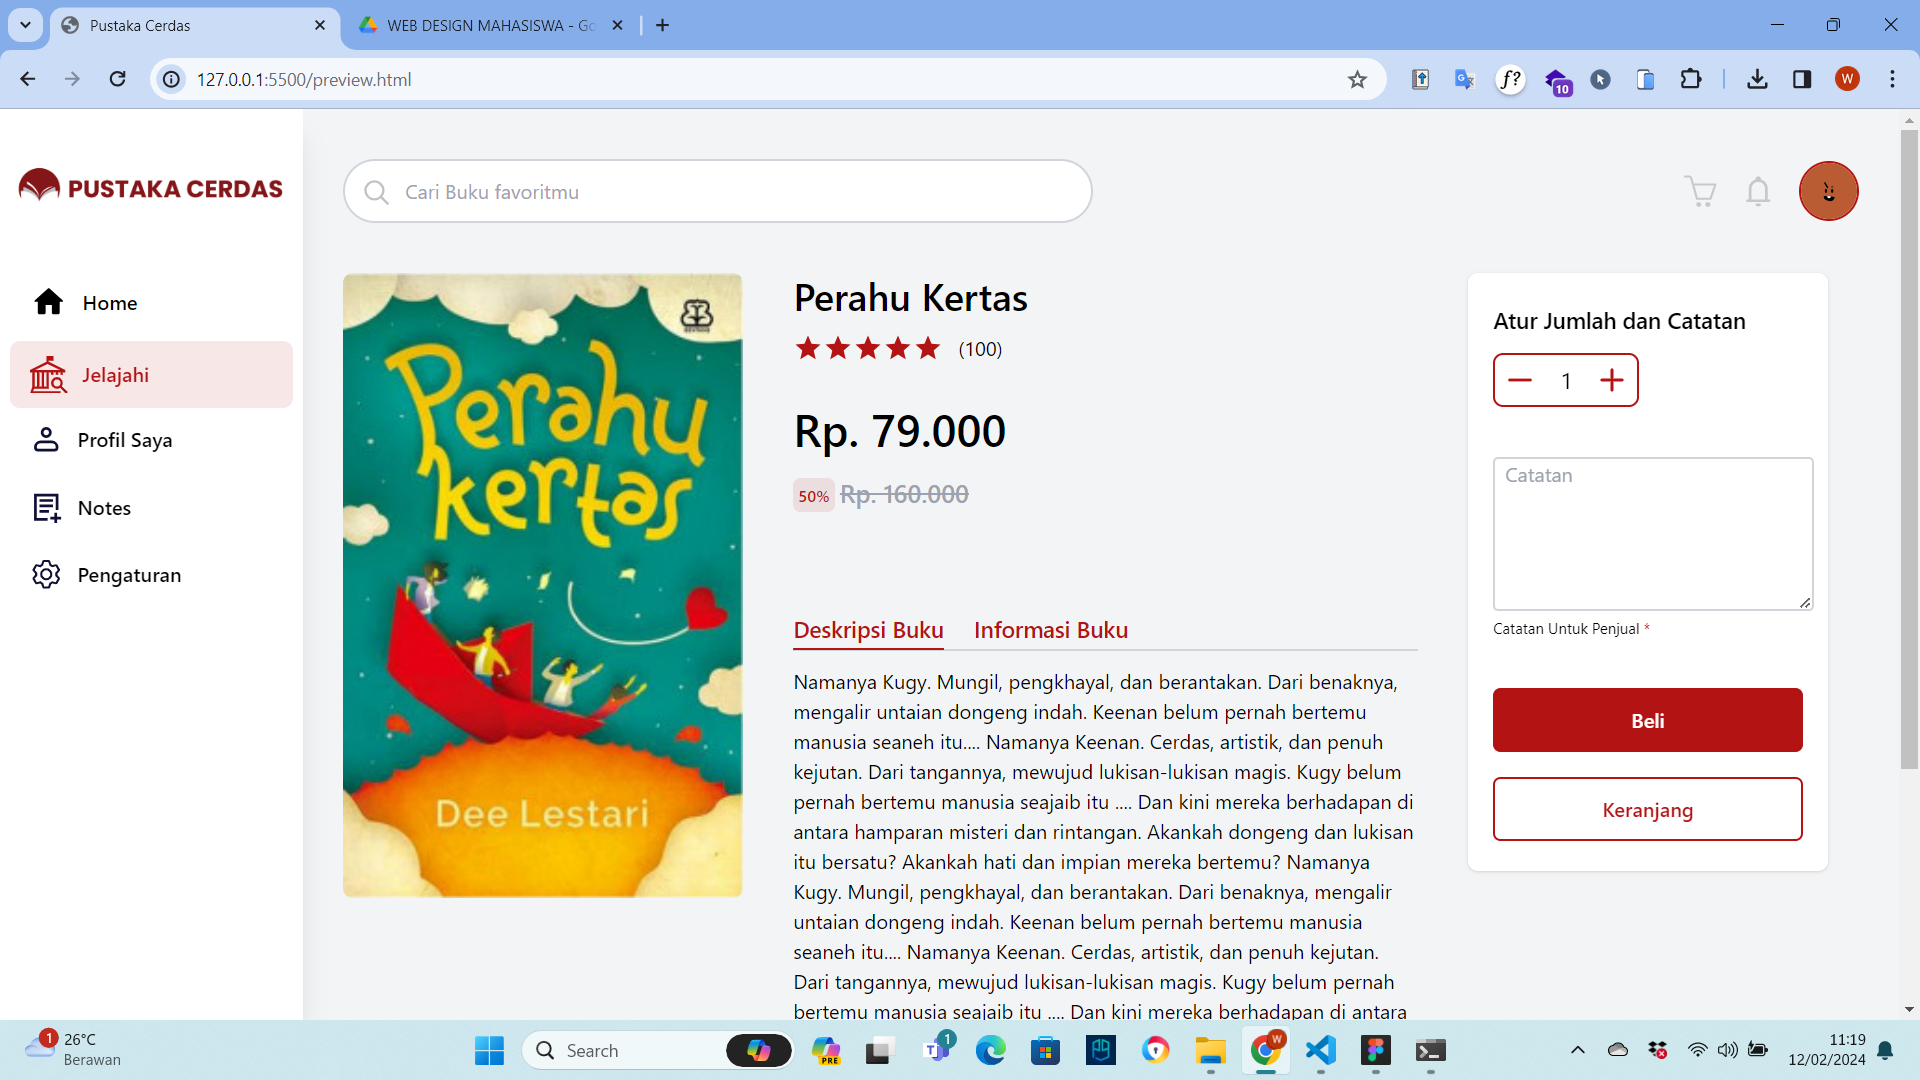 Pustaka Cerdas
WEB DESIGN MAHASISWA - Go
127.0.0.1:5500/preview.html
f?
10
W
PUSTAKA CERDAS
Cari Buku favoritmu
Home
Jelajahi
Profil Saya
Notes
Pengaturan
Perahu
kertas
Dee Lestari
Perahu Kertas
(100)
Rp. 79.000
50% Rp. 160.000
Deskripsi Buku Informasi Buku
Namanya Kugy. Mungil, pengkhayal, dan berantakan. Dari benaknya,
mengalir untaian dongeng indah. Keenan belum pernah bertemu
manusia seaneh itu.... Namanya Keenan. Cerdas, artistik, dan penuh
kejutan. Dari tangannya, mewujud lukisan-lukisan magis. Kugy belum
pernah bertemu manusia seajaib itu .... Dan kini mereka berhadapan di
antara hamparan misteri dan rintangan. Akankah dongeng dan lukisan
itu bersatu? Akankah hati dan impian mereka bertemu? Namanya
Kugy. Mungil, pengkhayal, dan berantakan. Dari benaknya, mengalir
untaian dongeng indah. Keenan belum pernah bertemu manusia
seaneh itu.... Namanya Keenan. Cerdas, artistik, dan penuh kejutan.
Dari tangannya, mewujud lukisan-lukisan magis. Kugy belum pernah
bertemu manusia seajaib itu .... Dan kini mereka berhadapan di antara
Atur Jumlah dan Catatan
1
Catatan
Catatan Untuk Penjual *
Beli
Keranjang
1
26°C
Berawan
Search
PRE
1
W
11:19
12/02/2024